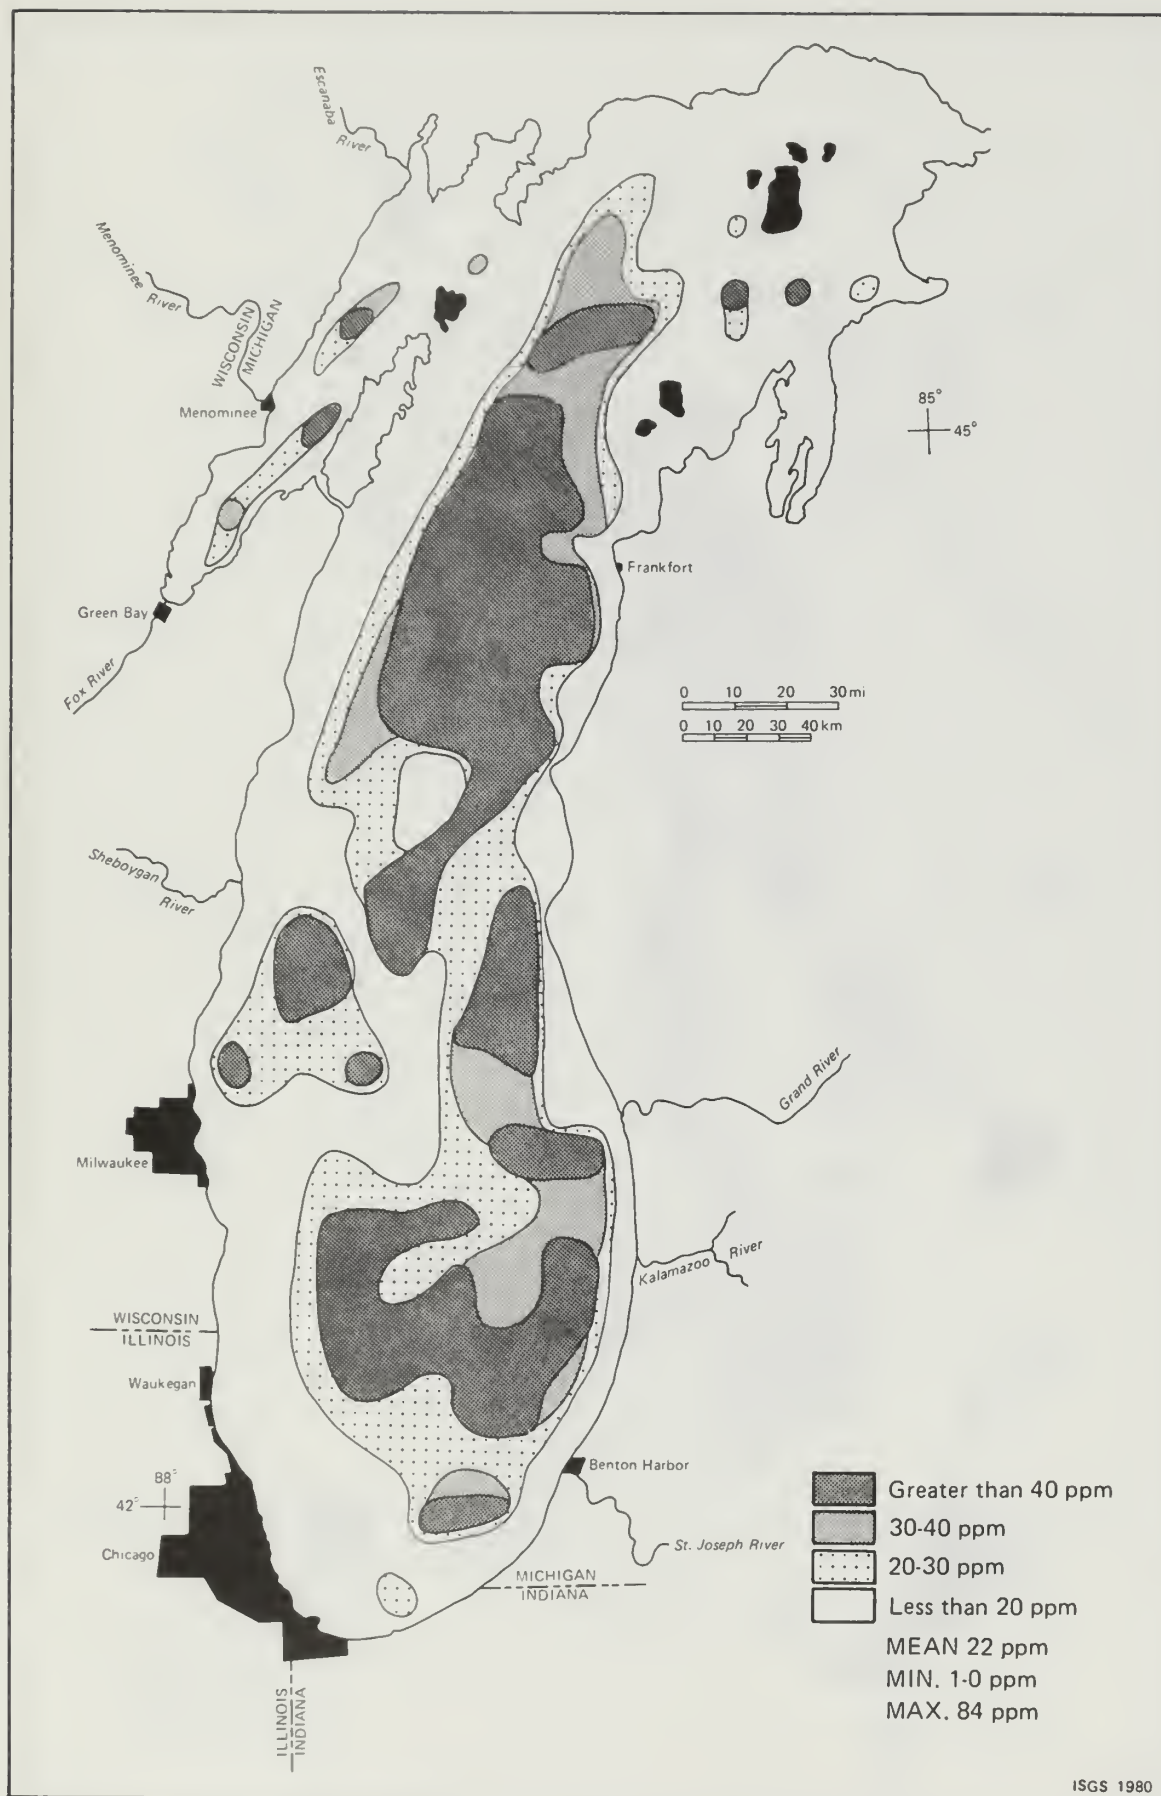 Escanaba
River
Menominee
River
WISCONSIN
MICHIGAN
Menominee
85°
45°
Frankfort
Green Bay
Fox River
0 10 20 30 mi
0 10 20 30 40 km
Sheboygan
River
Grand River
Milwaukee
Kalamazoo River
WISCONSIN
ILLINOIS
Waukegan
Benton Harbor
88°
42°
Chicago
St. Joseph River
MICHIGAN
INDIANA
ILLINOIS
INDIANA
Greater than 40 ppm
30-40 ppm
20-30 ppm
Less than 20 ppm
MEAN 22 ppm
MIN. 1-0 ppm
MAX. 84 ppm
ISGS 1980